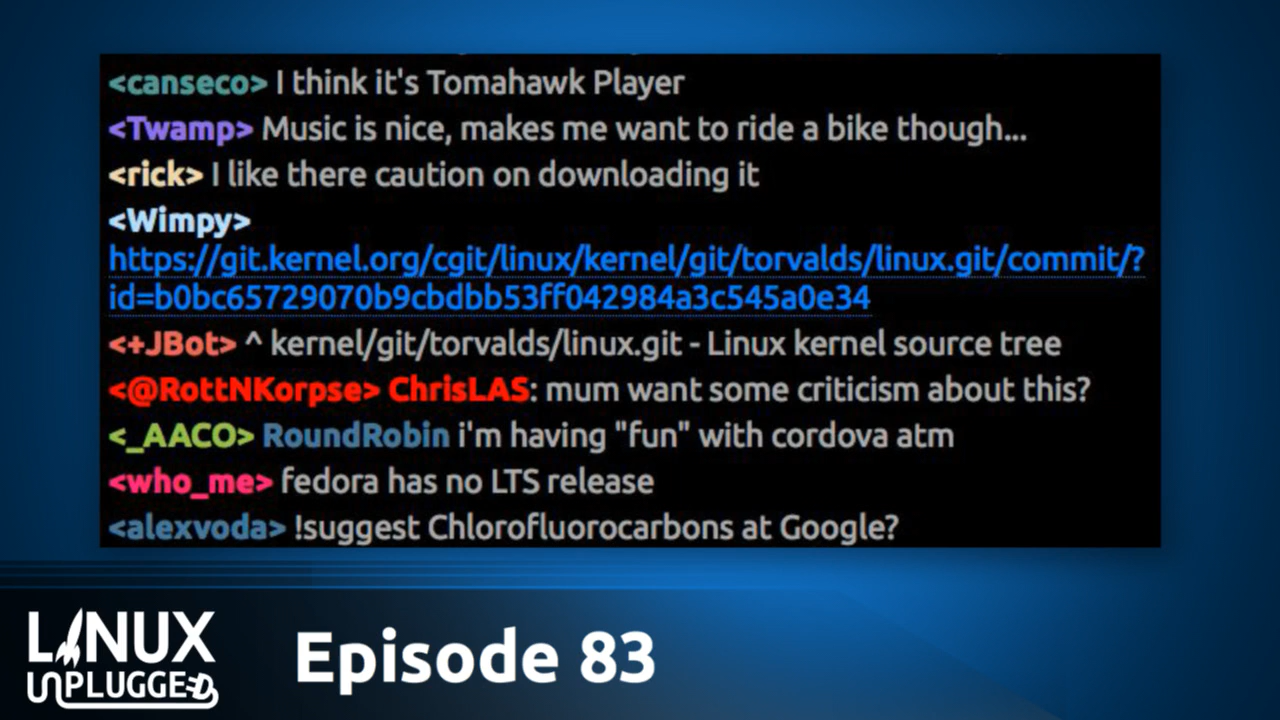 <canseco> I think it's Tomahawk Player
<Twamp> Music is nice, makes me want to ride a bike though...
<rick> I like there caution on downloading it
<Wimpy>
https://git.kernel.org/cgit/linux/kernel/git/torvalds/linux.git/commit/?
id=b0bc65729070b9cbdbb53ff042984a3c545a0e34
<+JBot> ^ kernel/git/torvalds/linux.git - Linux kernel source tree
<@RottNKorpse> ChrisLAS: mum want some criticism about this?
<_AACO> RoundRobin i'm having "fun" with cordova atm
<who_me> fedora has no LTS release
<alexvoda> !suggest Chlorofluorocarbons at Google?
LINUX
UNPLUGGED
Episode 83